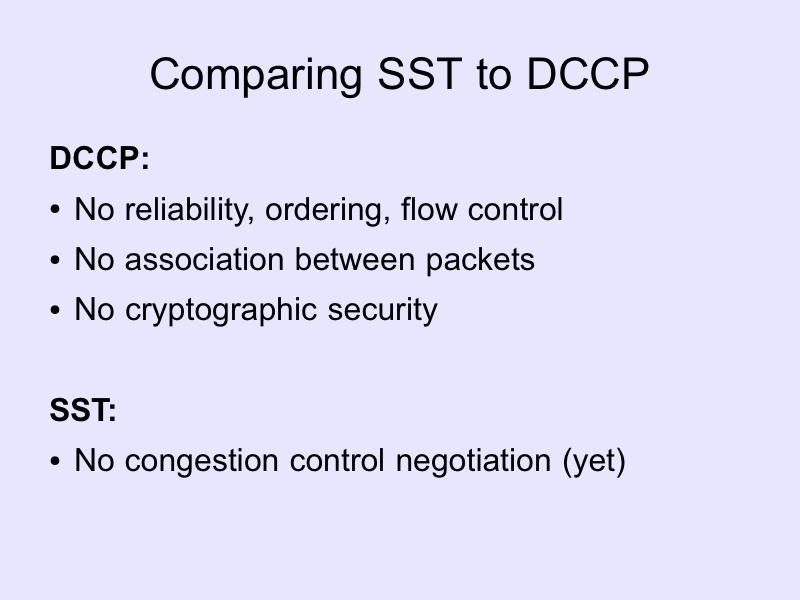 Comparing SST to DCCP
DCCP:
• No reliability, ordering, flow control
• No association between packets
• No cryptographic security
SST:
• No congestion control negotiation (yet)